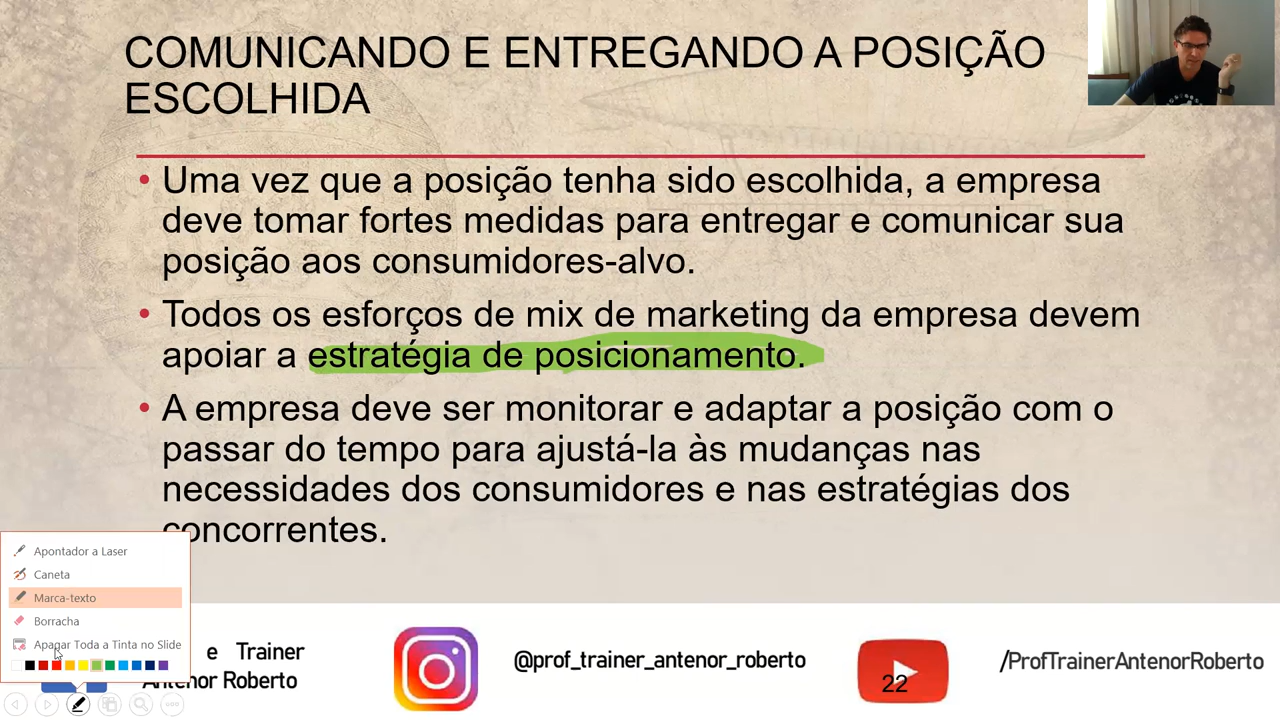 COMUNICANDO E ENTREGANDO A POSIÇÃO
ESCOLHIDA
• Uma vez que a posição tenha sido escolhida, a empresa
deve tomar fortes medidas para entregar e comunicar sua
posição aos consumidores-alvo.
• Todos os esforços de mix de marketing da empresa devem
apoiar a estratégia de posicionamento.
• A empresa deve ser monitorar e adaptar a posição com o
passar do tempo para ajustá-la às mudanças nas
necessidades dos consumidores e nas estratégias dos
concorrentes.
Apontador a Laser
Caneta
Marca-texto
Borracha
Apagar Toda a Tinta no Slide
e Trainer
Antenor Roberto
@prof_trainer_antenor_roberto
22
/ProfTrainerAntenorRoberto